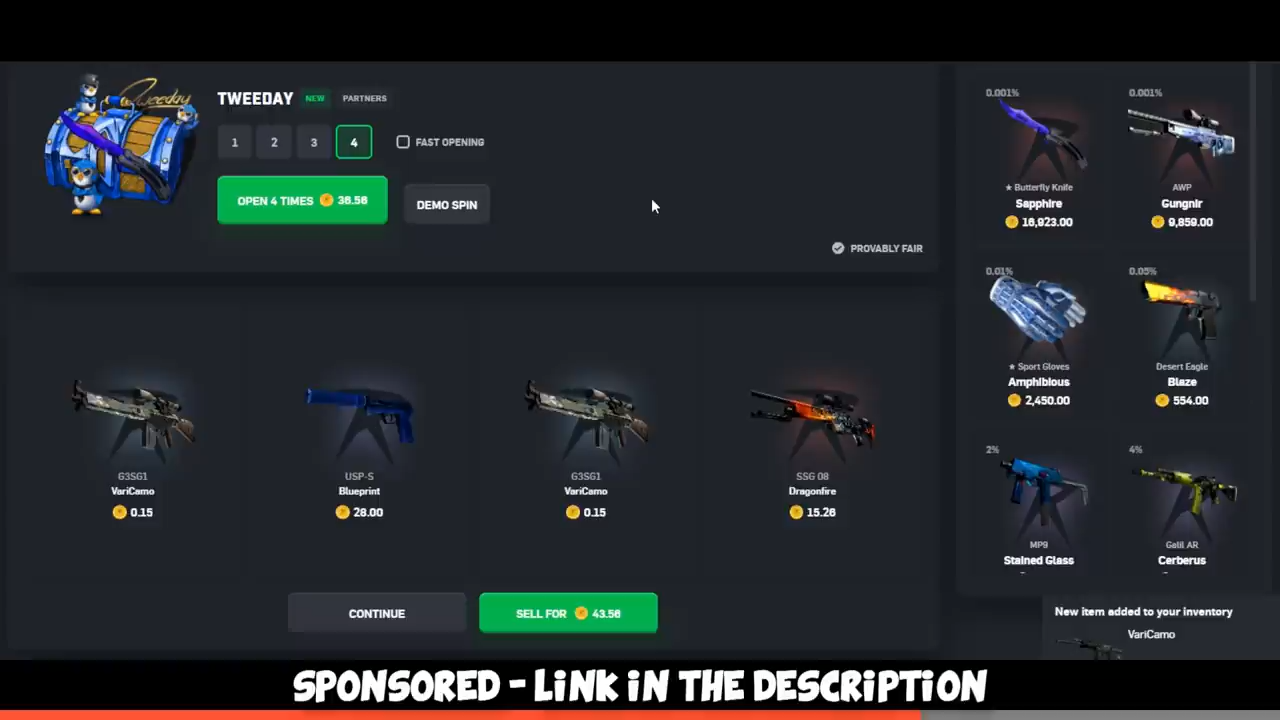 TWEEDAY NEW PARTNERS
Tweeday
1 2 3 4 FAST OPENING
OPEN 4 TIMES 36.56 DEMO SPIN
PROVABLY FAIR
G3SG1
VariCamo
0.15
USP-S
Blueprint
28.00
G3SG1
VariCamo
0.15
SSG 08
Dragonfire
15.26
CONTINUE SELL FOR 43.56
0.001%
★ Butterfly Knife
Sapphire
16,923.00
0.001%
AWP
Gungnir
9,859.00
0.01%
★ Sport Gloves
Amphibious
2,450.00
0.05%
Desert Eagle
Blaze
554.00
2%
MP9
Stained Glass
4%
Galil AR
Cerberus
New item added to your inventory
VariCamo
SPONSORED - LINK IN THE DESCRIPTION